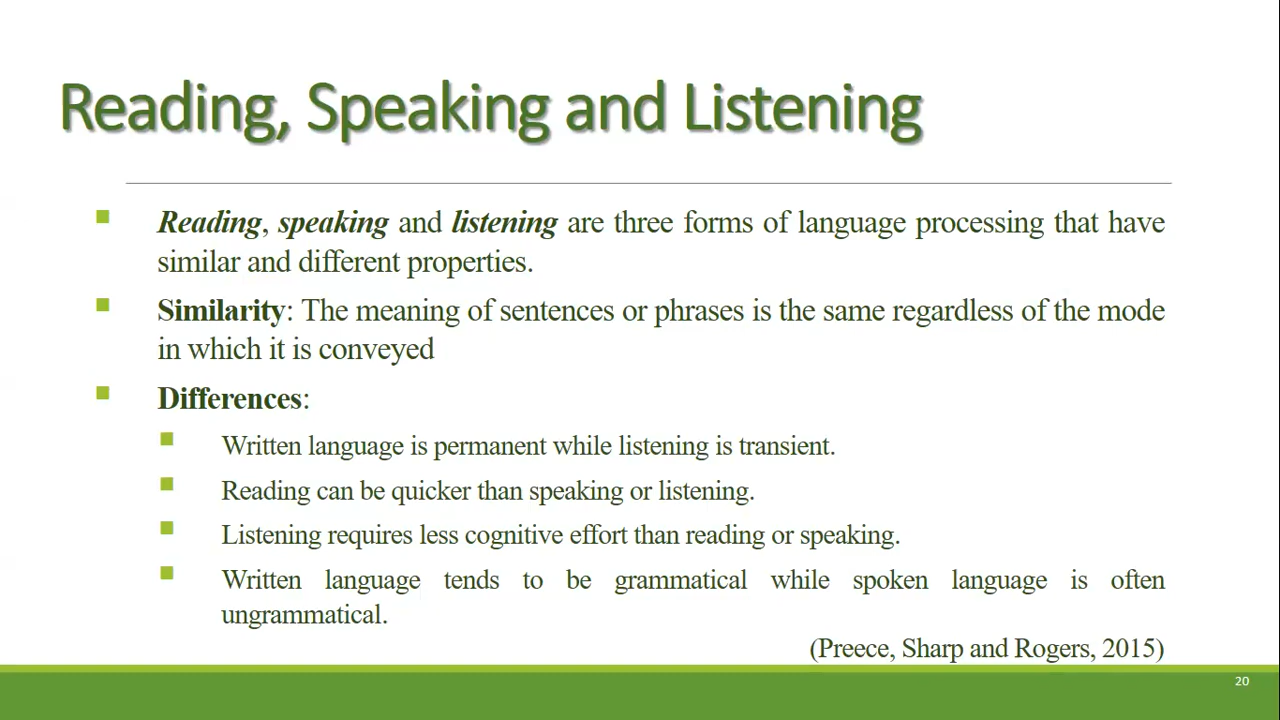 Reading, Speaking and Listening
Reading, speaking and listening are three forms of language processing that have
similar and different properties.
Similarity: The meaning of sentences or phrases is the same regardless of the mode
in which it is conveyed
Differences:
Written language is permanent while listening is transient.
Reading can be quicker than speaking or listening.
Listening requires less cognitive effort than reading or speaking.
Written language tends to be grammatical while spoken language is often
ungrammatical.
(Preece, Sharp and Rogers, 2015)
20